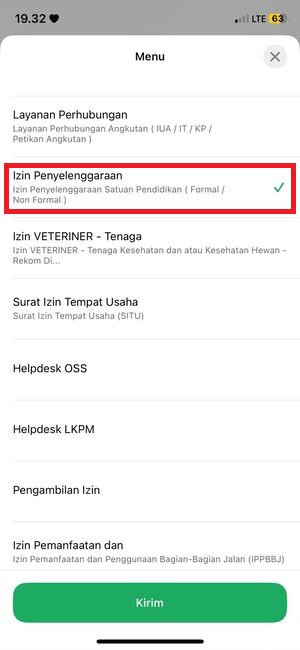 19.32
LTE 63
Menu
Layanan Perhubungan
Layanan Perhubungan Angkutan ( IUA / IT / KP /
Petikan Angkutan )
Izin Penyelenggaraan
Izin Penyelenggaraan Satuan Pendidikan ( Formal /
Non Formal )
Izin VETERINER - Tenaga
Izin VETERINER - Tenaga Kesehatan dan atau Kesehatan Hewan -
Rekom Di...
Surat Izin Tempat Usaha
Surat Izin Tempat Usaha (SITU)
Helpdesk OSS
Helpdesk LKPM
Pengambilan Izin
Izin Pemanfaatan dan
Izin Pemanfaatan dan Penggunaan Bagian-Bagian Jalan (IPPBBJ)
Kirim